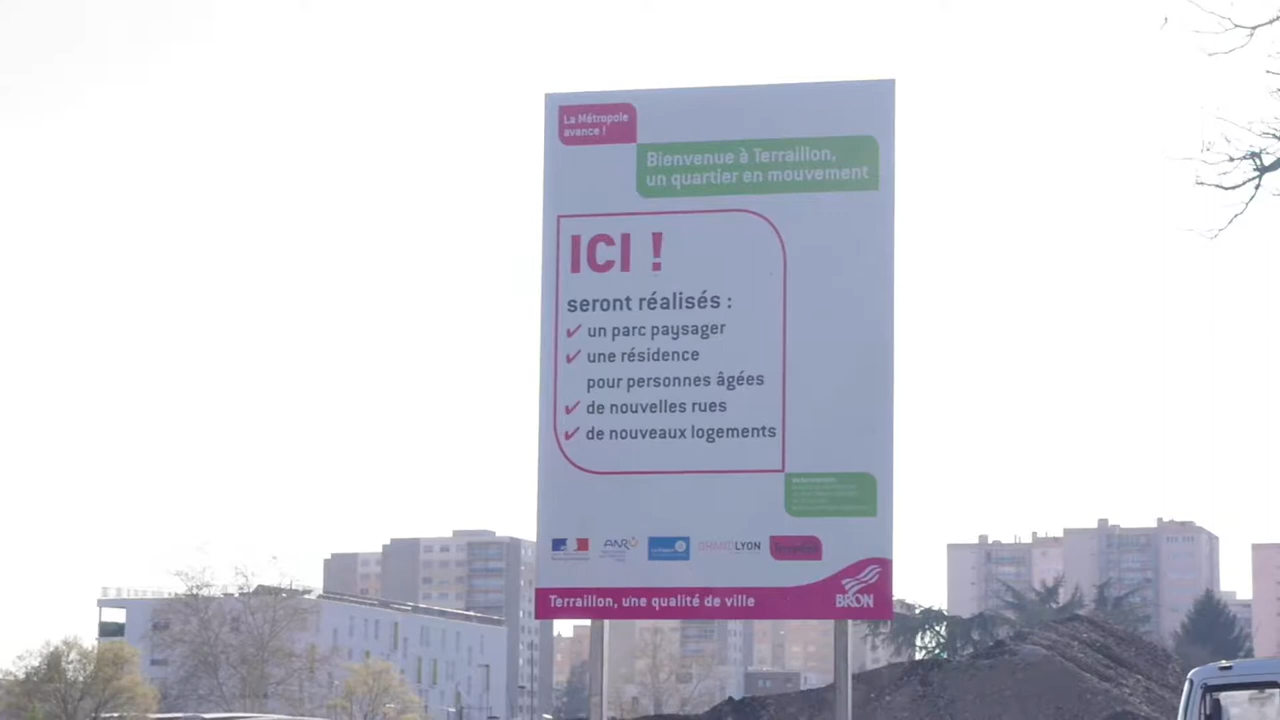 La Métropole
avance !
Bienvenue à Terraillon,
un quartier en mouvement
ICI !
seront réalisés :
✓ un parc paysager
✓ une résidence
pour personnes âgées
✓ de nouvelles rues
✓ de nouveaux logements
ANRU
GRANDLYON
Terraillon, une qualité de ville
BRON